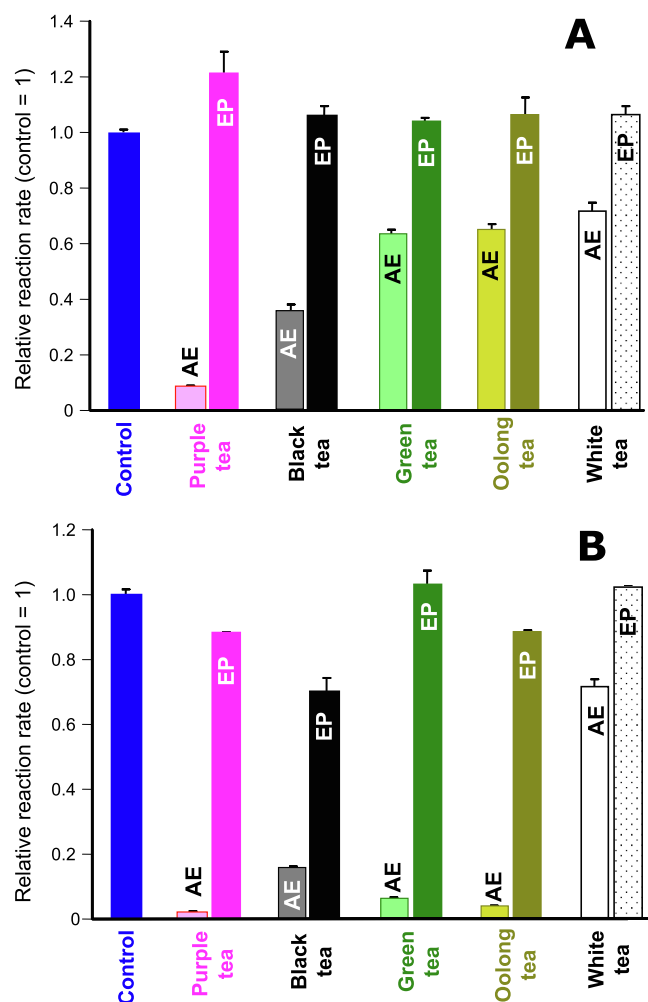 A
Relative reaction rate (control = 1)
1.4
1.2
1.0
0.8
0.6
0.4
0.2
0
AE
EP
AE
EP
AE
EP
AE
EP
AE
EP
Control
Purple
tea
Black
tea
Green
tea
Oolong
tea
White
tea
B
Relative reaction rate (control = 1)
1.2
1.0
0.8
0.6
0.4
0.2
0
AE
EP
AE
EP
AE
EP
AE
EP
AE
EP
Control
Purple
tea
Black
tea
Green
tea
Oolong
tea
White
tea